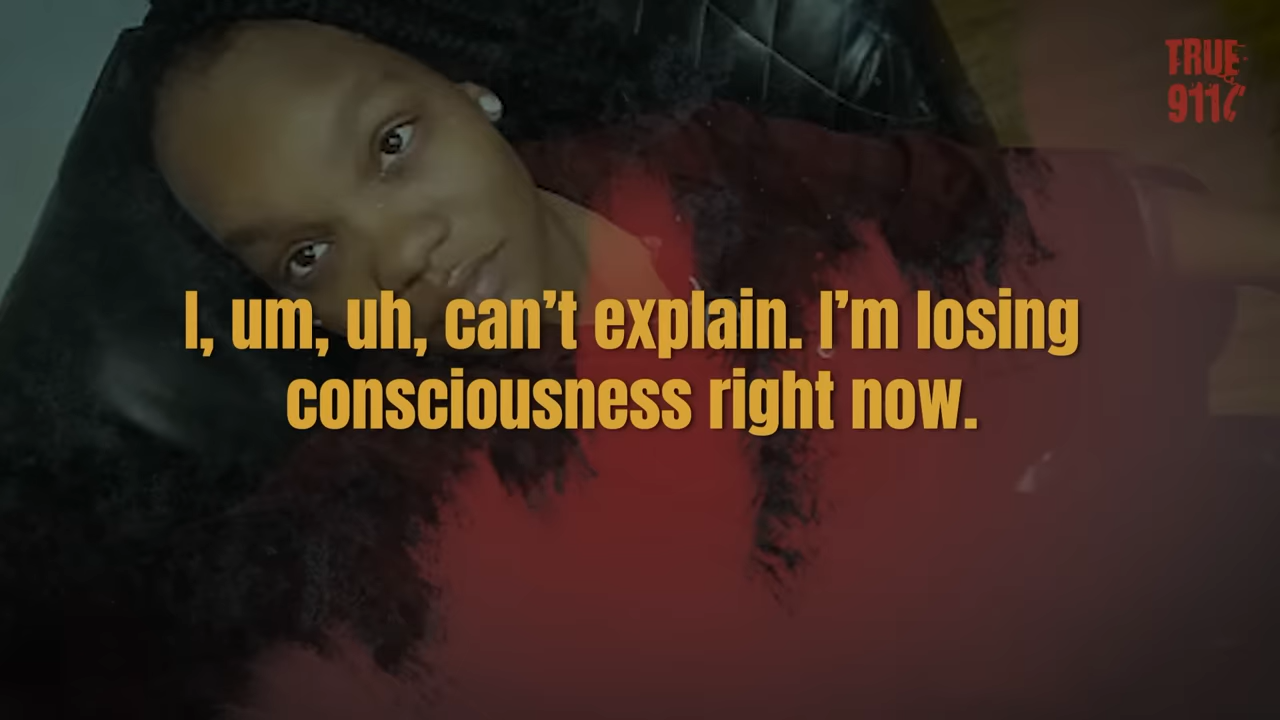 TRUE
911
I, um, uh, can’t explain. I’m losing
consciousness right now.